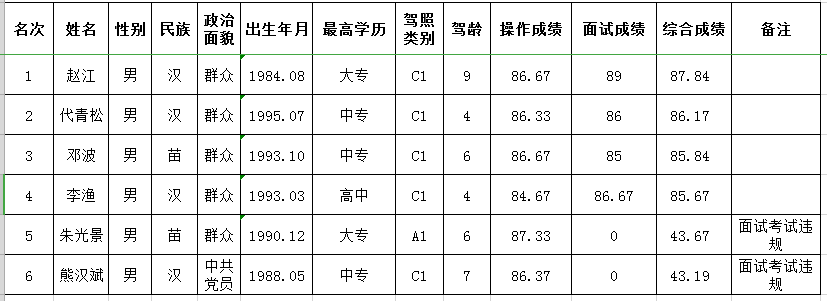 名次 姓名 性别 民族 政治面貌 出生年月 最高学历 驾照类别 驾龄 操作成绩 面试成绩 综合成绩 备注
1 赵江 男 汉 群众 1984.08 大专 C1 9 86.67 89 87.84
2 代青松 男 汉 群众 1995.07 中专 C1 4 86.33 86 86.17
3 邓波 男 苗 群众 1993.10 中专 C1 6 86.67 85 85.84
4 李渔 男 汉 群众 1993.03 高中 C1 4 84.67 86.67 85.67
5 朱光景 男 苗 群众 1990.12 大专 A1 6 87.33 0 43.67 面试考试违规
6 熊汉斌 男 汉 中共党员 1988.05 中专 C1 7 86.37 0 43.19 面试考试违规